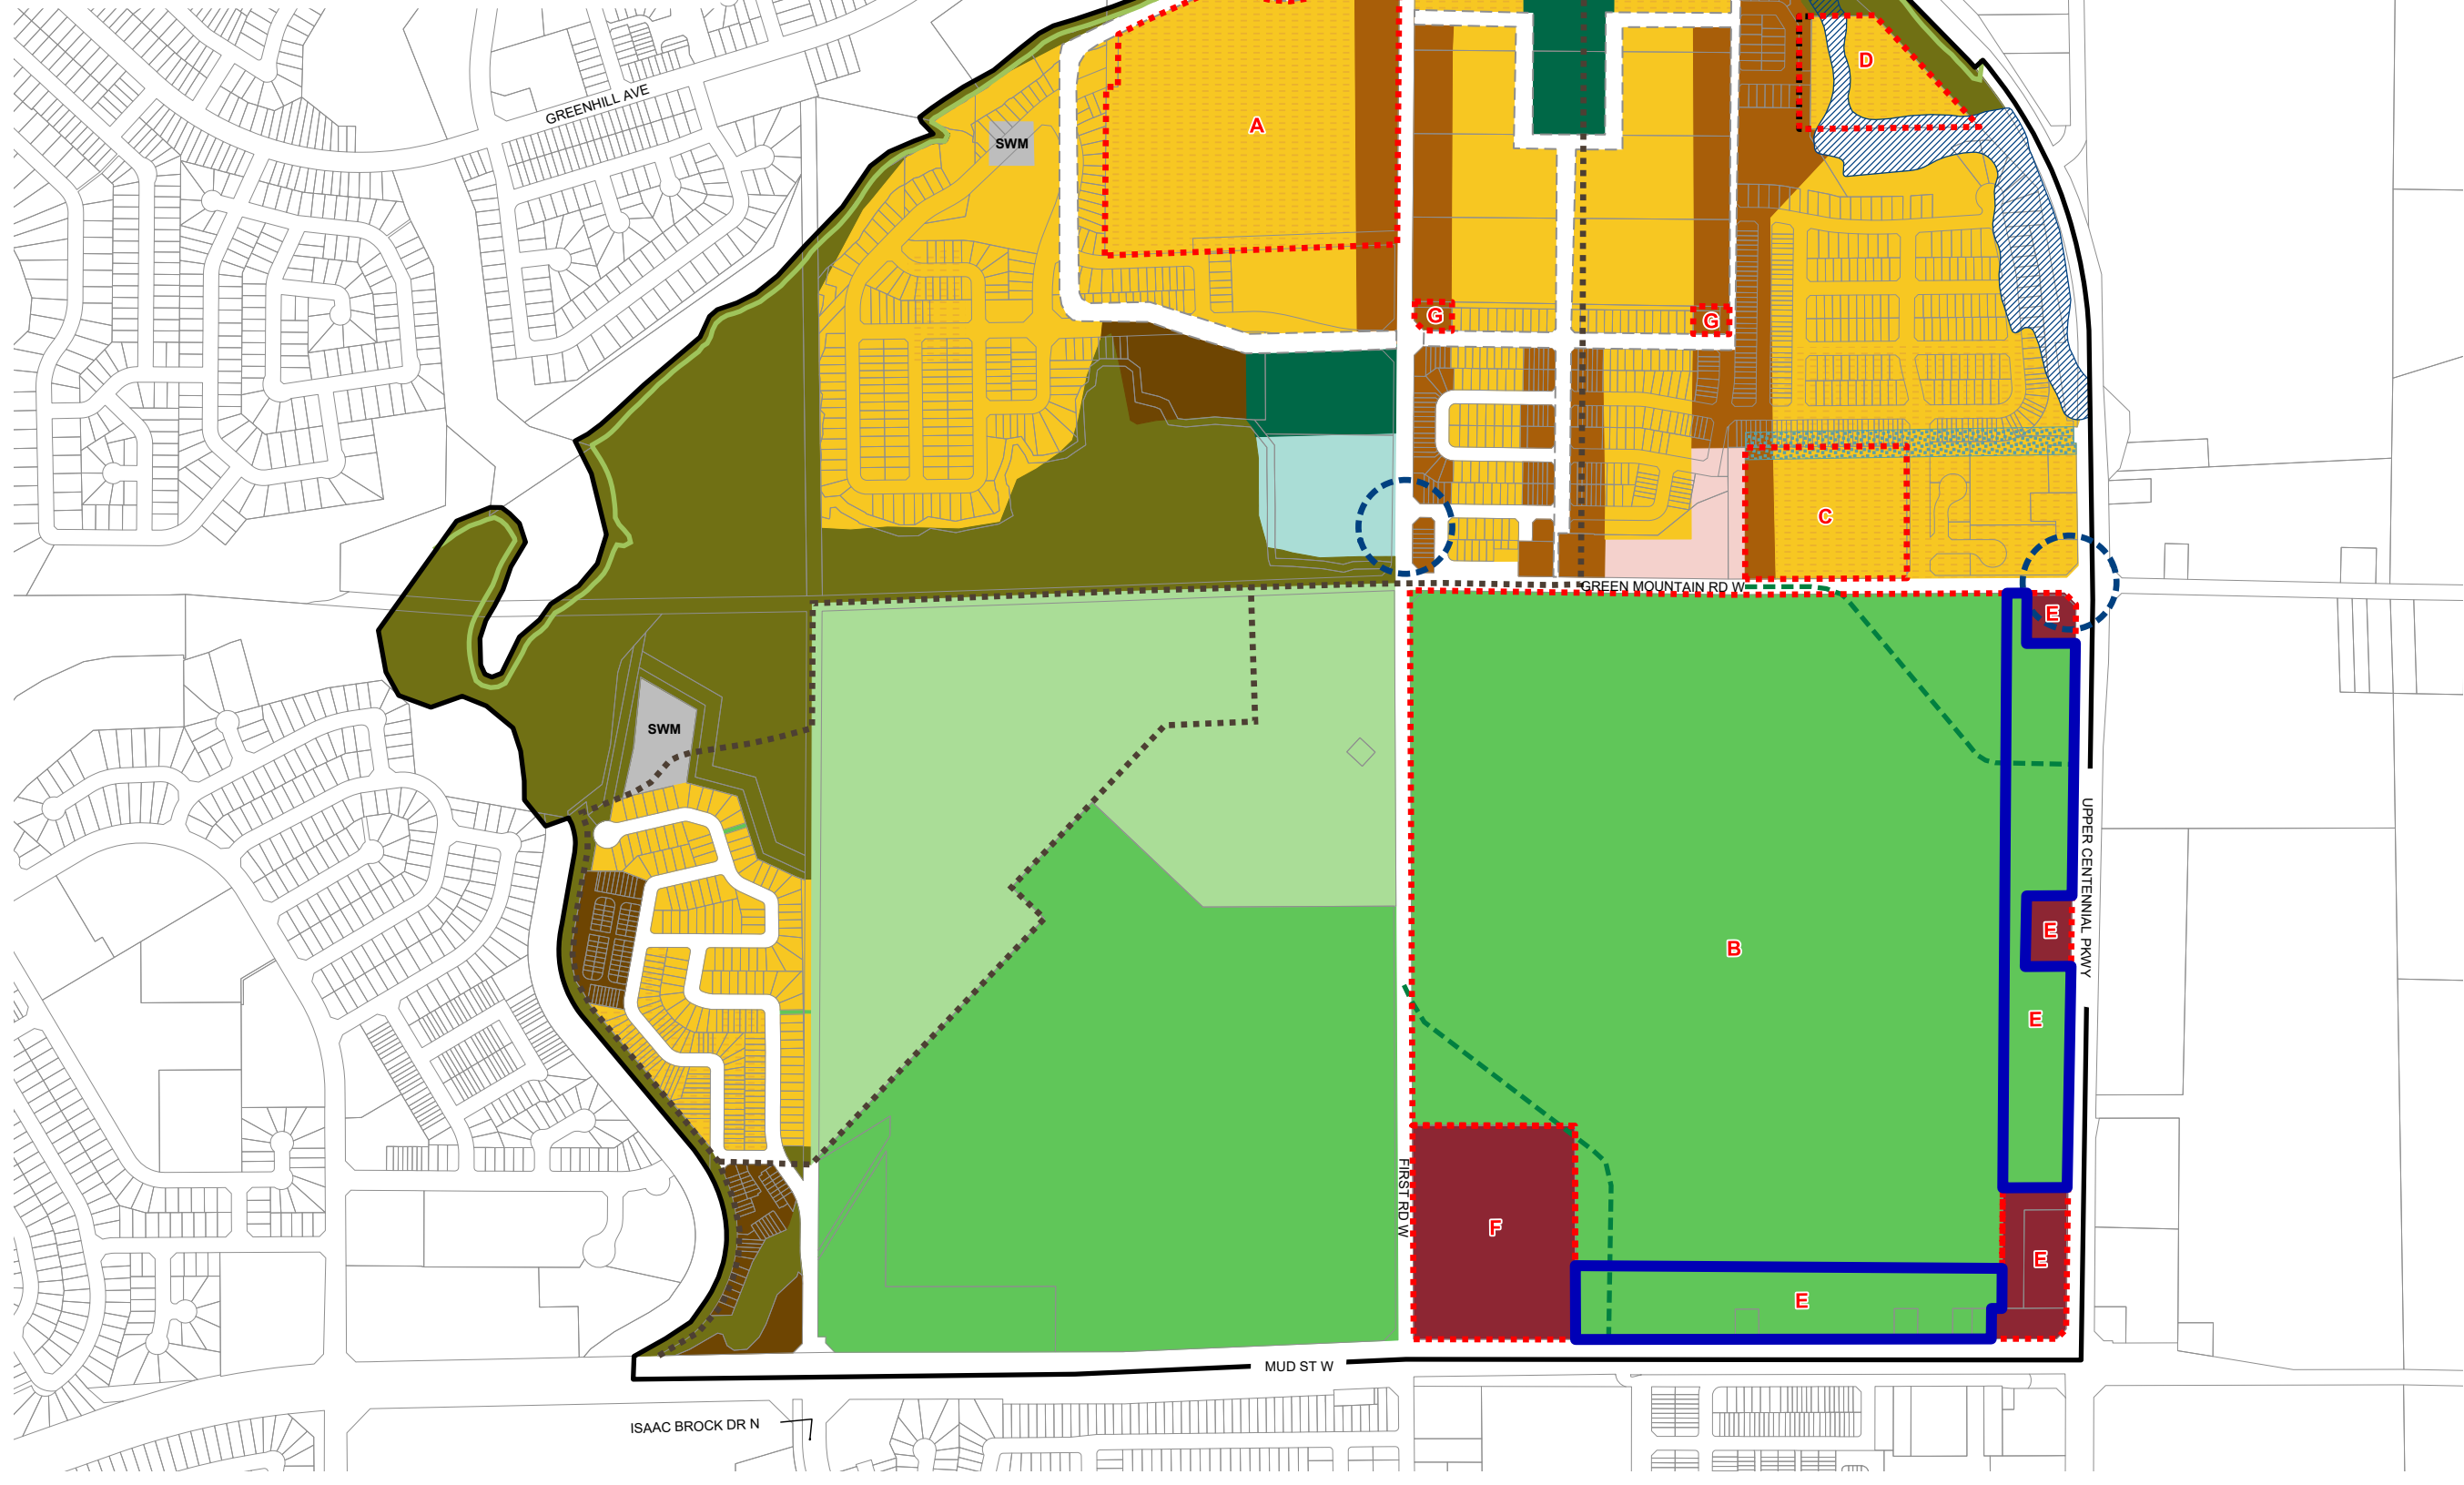 D
GREENHILL AVE
A
SWM
G
G
C
GREEN MOUNTAIN RD W
E
SWM
UPPER CENTENNIAL PKWY
E
B
E
FIRST RD W
F
E
E
MUD ST W
ISAAC BROCK DR N